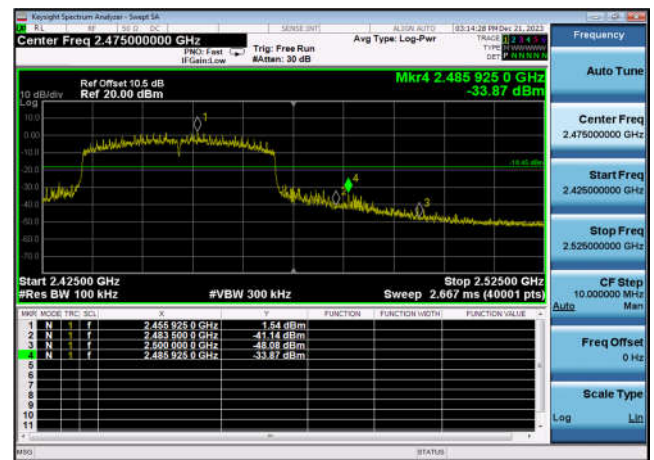 Keysight Spectrum Analyzer - Swept SA
RL RF 50 Ω DC SENSE:INT ALIGN AUTO 03:14:28 PM Dec 21, 2023
Center Freq 2.475000000 GHz
PNO: Fast
IFGain:Low
Trig: Free Run
#Atten: 30 dB
Avg Type: Log-Pwr
TRACE 1 2 3 4 5 6
TYPE M WWWWW
DET P NNNNN
Frequency
Mkr4 2.485 925 0 GHz
-33.87 dBm
Ref Offset 10.5 dB
Ref 20.00 dBm
10 dB/div
Log
10.0
0.00
-10.0
-20.0
-30.0
-40.0
-50.0
-60.0
-70.0
1
2
3
4
Start 2.42500 GHz
Stop 2.52500 GHz
#Res BW 100 kHz
#VBW 300 kHz
Sweep 2.667 ms (40001 pts)
MKR MODE TRC SCL X Y FUNCTION FUNCTION WIDTH FUNCTION VALUE
1 N 1 f 2.455 925 0 GHz 1.54 dBm
2 N 1 f 2.483 500 0 GHz -41.14 dBm
3 N 1 f 2.500 000 0 GHz -48.08 dBm
4 N 1 f 2.485 925 0 GHz -33.87 dBm
5
6
7
8
9
10
11
MSG
STATUS
Auto Tune
Center Freq
2.475000000 GHz
Start Freq
2.425000000 GHz
Stop Freq
2.525000000 GHz
CF Step
10.000000 MHz
Auto Man
Freq Offset
0 Hz
Scale Type
Log Lin